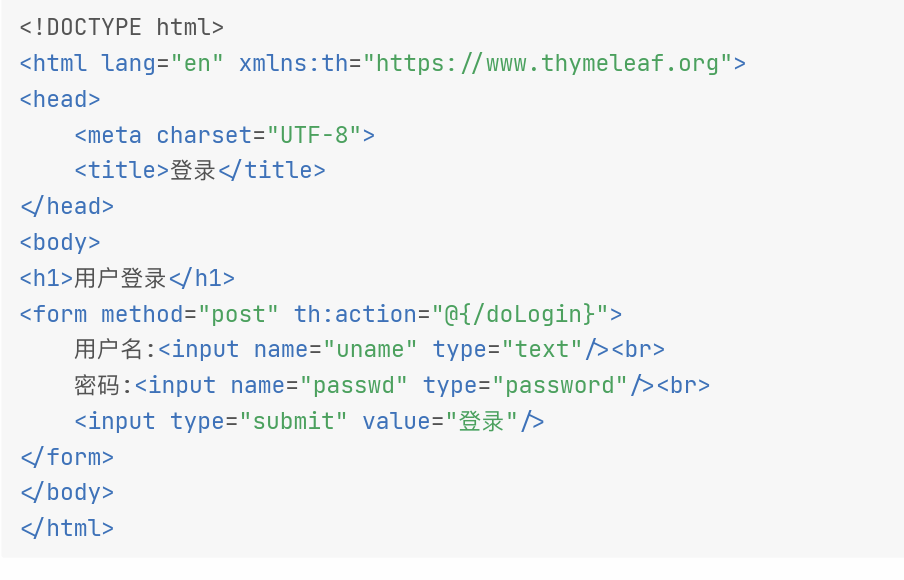 <!DOCTYPE html>
<html lang="en" xmlns:th="https://www.thymeleaf.org">
<head>
    <meta charset="UTF-8">
    <title>登录</title>
</head>
<body>
<h1>用户登录</h1>
<form method="post" th:action="@{/doLogin}">
    用户名:<input name="uname" type="text"/><br>
    密码:<input name="passwd" type="password"/><br>
    <input type="submit" value="登录"/>
</form>
</body>
</html>